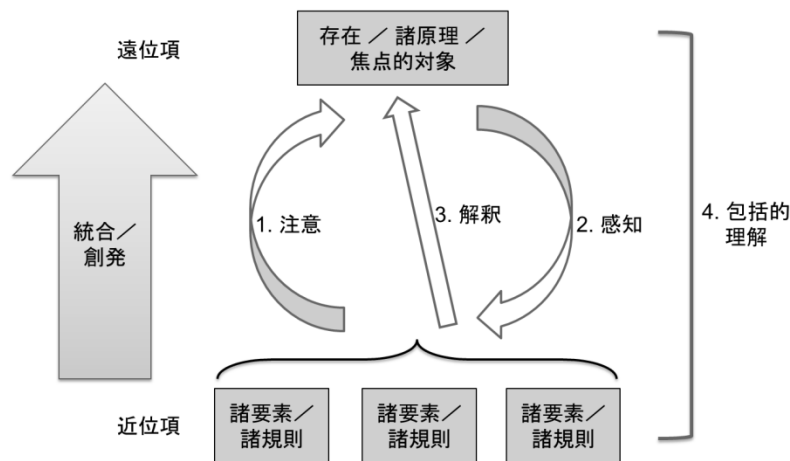 遠位項
存在 ／ 諸原理 ／
焦点的対象
統合／
創発
1. 注意
3. 解釈
2. 感知
4. 包括的
理解
近位項
諸要素／
諸規則
諸要素／
諸規則
諸要素／
諸規則